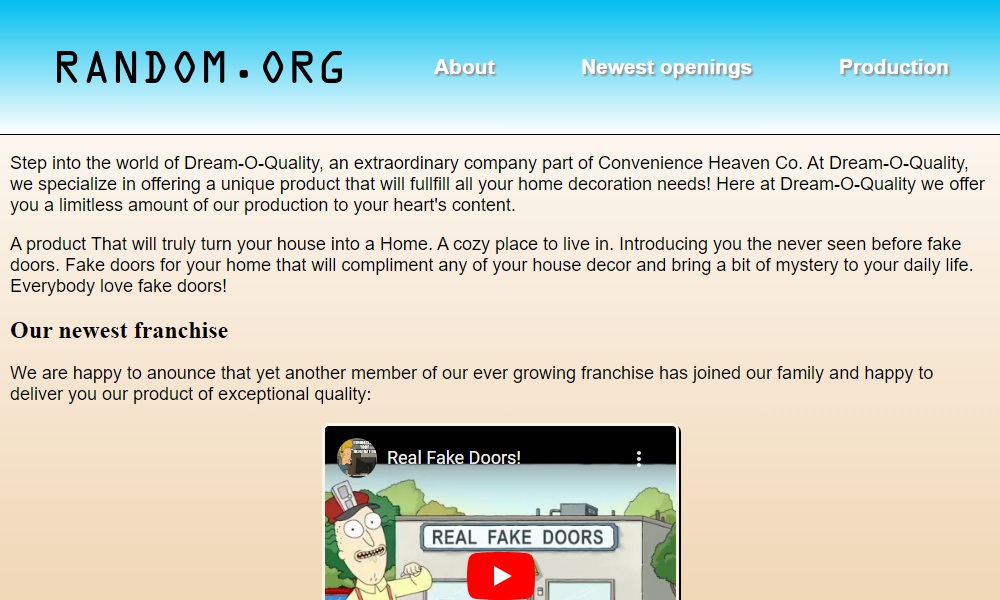 RANDOM.ORG
About
Newest openings
Production
Step into the world of Dream-O-Quality, an extraordinary company part of Convenience Heaven Co. At Dream-O-Quality,
we specialize in offering a unique product that will fullfill all your home decoration needs! Here at Dream-O-Quality we offer
you a limitless amount of our production to your heart's content.
A product That will truly turn your house into a Home. A cozy place to live in. Introducing you the never seen before fake
doors. Fake doors for your home that will compliment any of your house decor and bring a bit of mystery to your daily life.
Everybody love fake doors!
Our newest franchise
We are happy to anounce that yet another member of our ever growing franchise has joined our family and happy to
deliver you our product of exceptional quality:
Real Fake Doors!
REAL FAKE DOORS